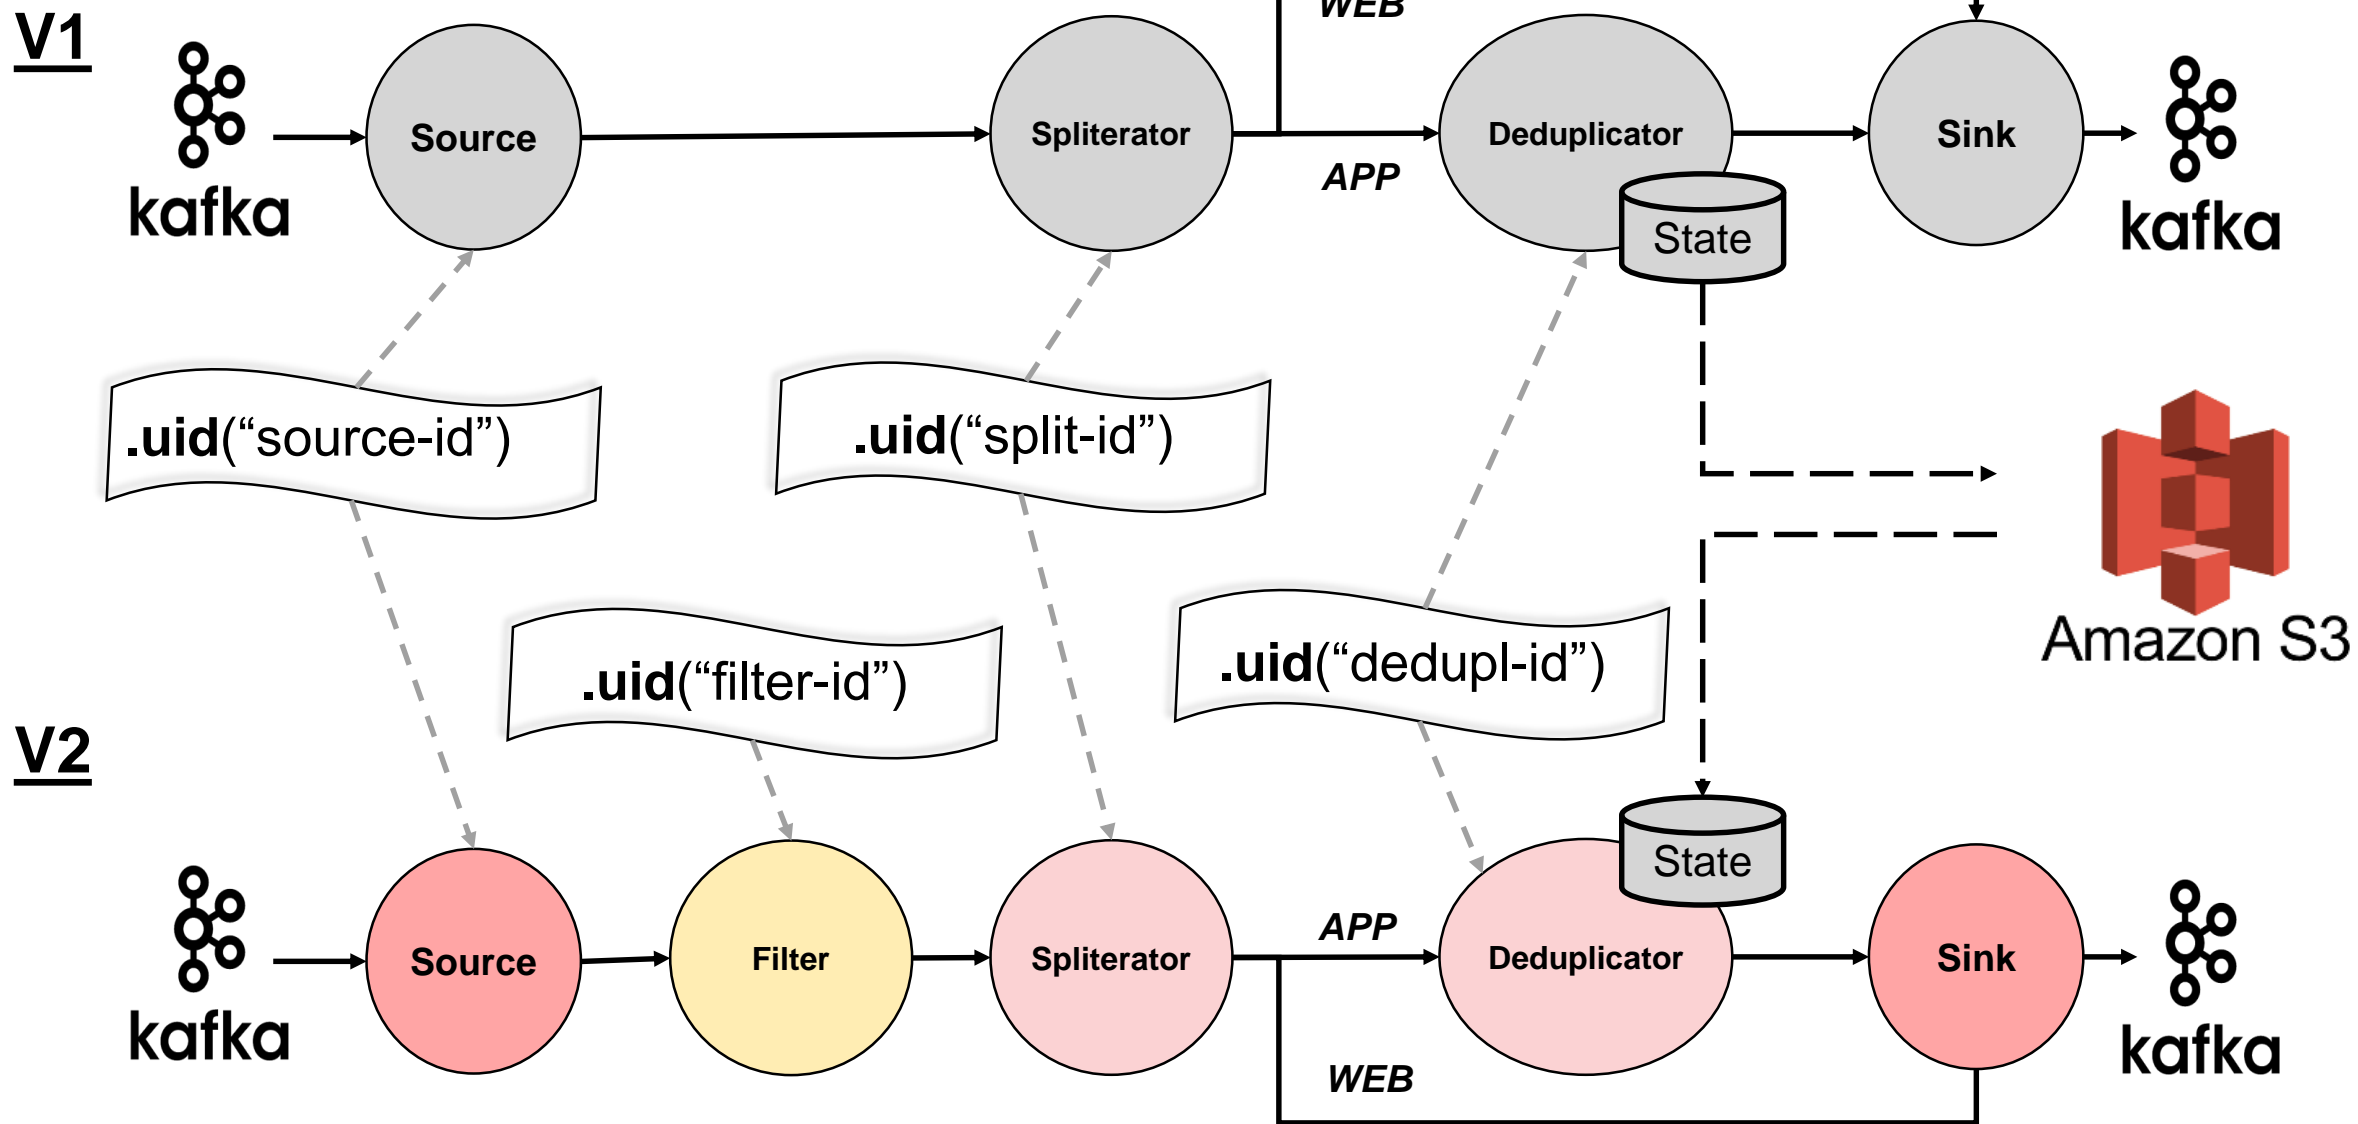 WEB
V1
Source
Spliterator
Deduplicator
Sink
APP
State
kafka
kafka
.uid(“source-id”)
.uid(“split-id”)
.uid(“filter-id”)
.uid(“dedupl-id”)
Amazon S3
V2
State
APP
Source
Filter
Spliterator
Deduplicator
Sink
kafka
kafka
WEB